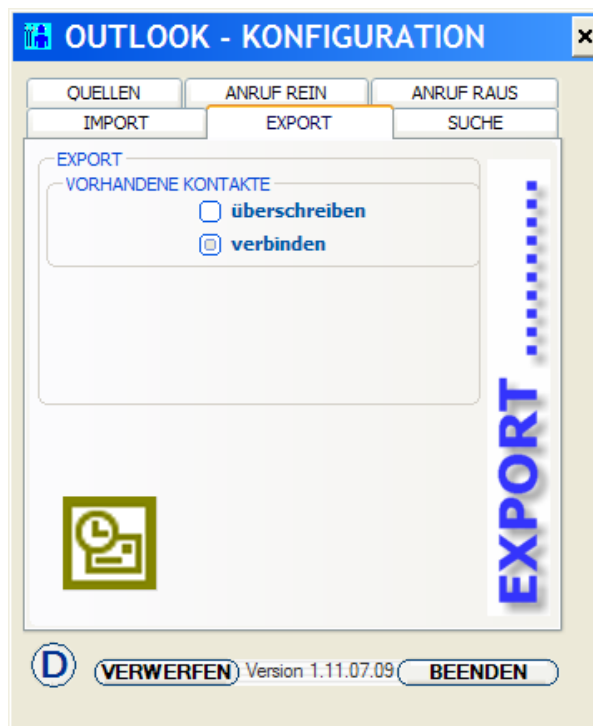 OUTLOOK - KONFIGURATION
QUELLEN ANRUF REIN ANRUF RAUS
IMPORT EXPORT SUCHE
EXPORT
VORHANDENE KONTAKTE
überschreiben
verbinden
EXPORT ..........
D VERWERFEN Version 1.11.07.09 BEENDEN